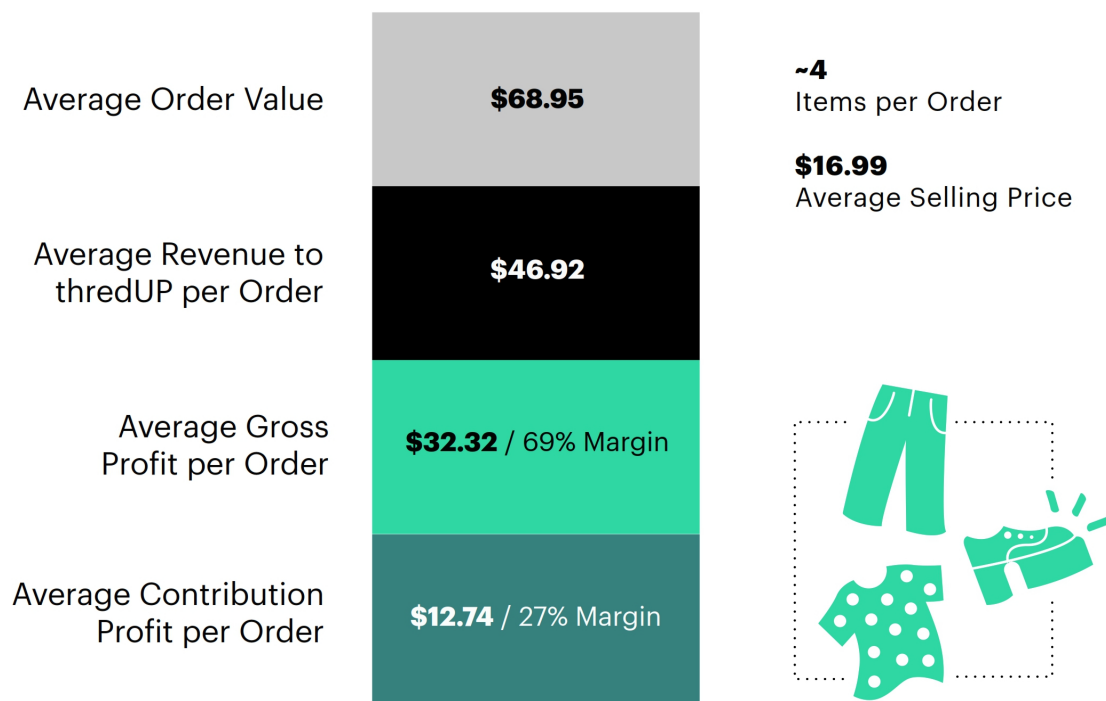 Average Order Value
$68.95
~4
Items per Order
$16.99
Average Selling Price
Average Revenue to
thredUP per Order
$46.92
Average Gross
Profit per Order
$32.32 / 69% Margin
Average Contribution
Profit per Order
$12.74 / 27% Margin